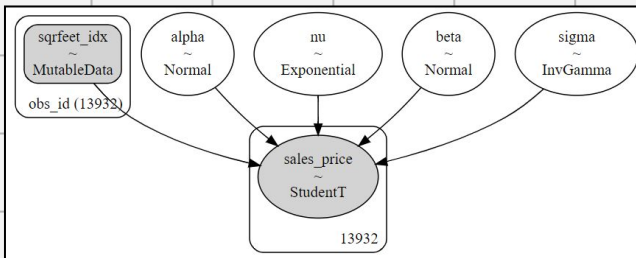 sqrfeet_idx
~
MutableData
obs_id (13932)
alpha
~
Normal
nu
~
Exponential
beta
~
Normal
sigma
~
InvGamma
sales_price
~
StudentT
13932